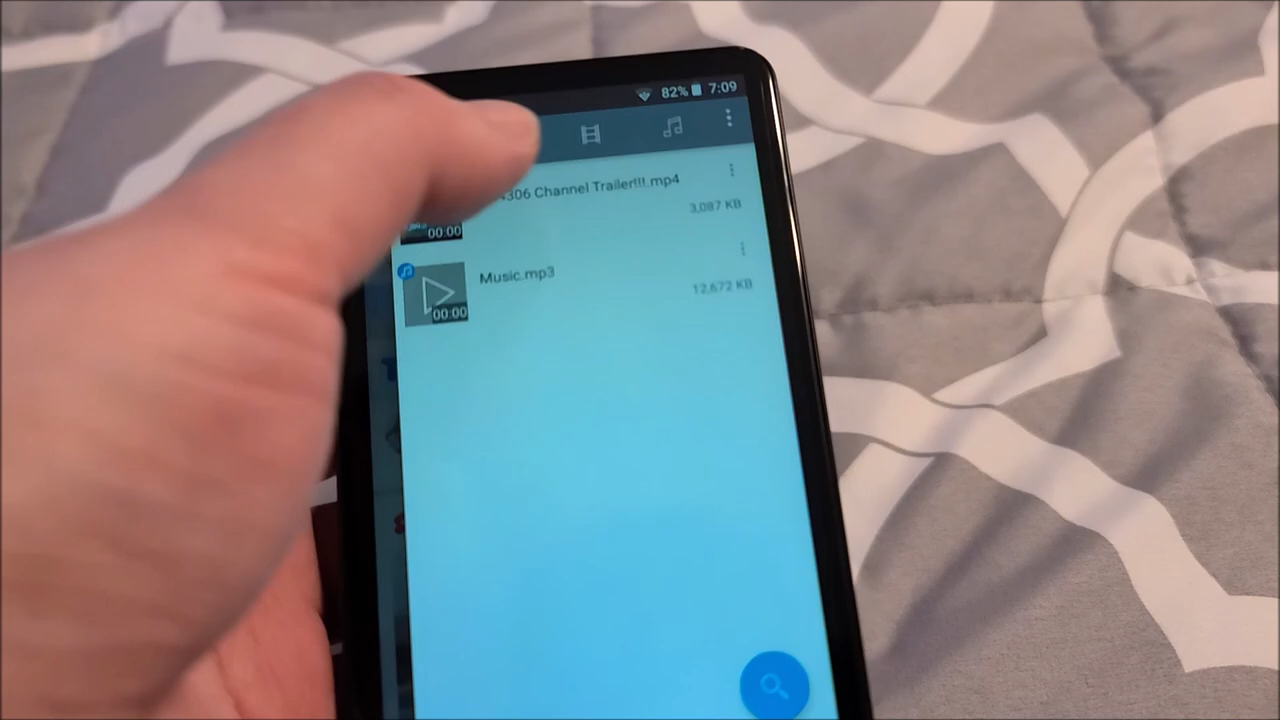 82% 7:09
306 Channel Trailer!!!.mp4
3,087 KB
00:00
Music.mp3
12,672 KB
00:00